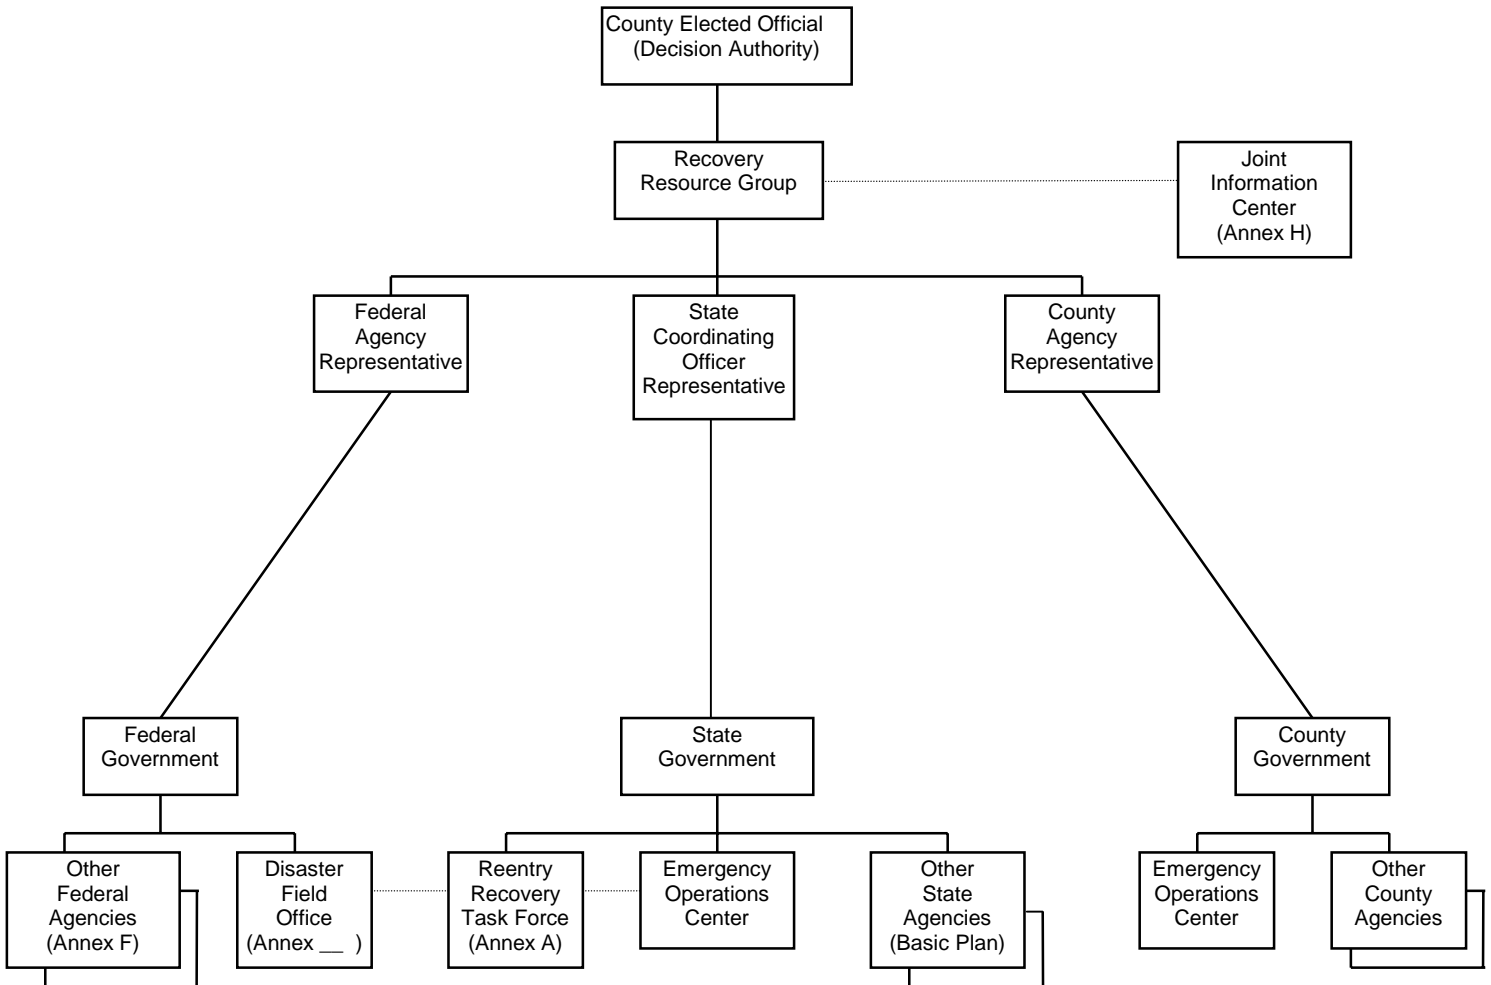 County Elected Official
(Decision Authority)
Recovery
Resource Group
Joint
Information
Center
(Annex H)
Federal
Agency
Representative
State
Coordinating
Officer
Representative
County
Agency
Representative
Federal
Government
State
Government
County
Government
Other
Federal
Agencies
(Annex F)
Disaster
Field
Office
(Annex __ )
Reentry
Recovery
Task Force
(Annex A)
Emergency
Operations
Center
Other
State
Agencies
(Basic Plan)
Emergency
Operations
Center
Other
County
Agencies